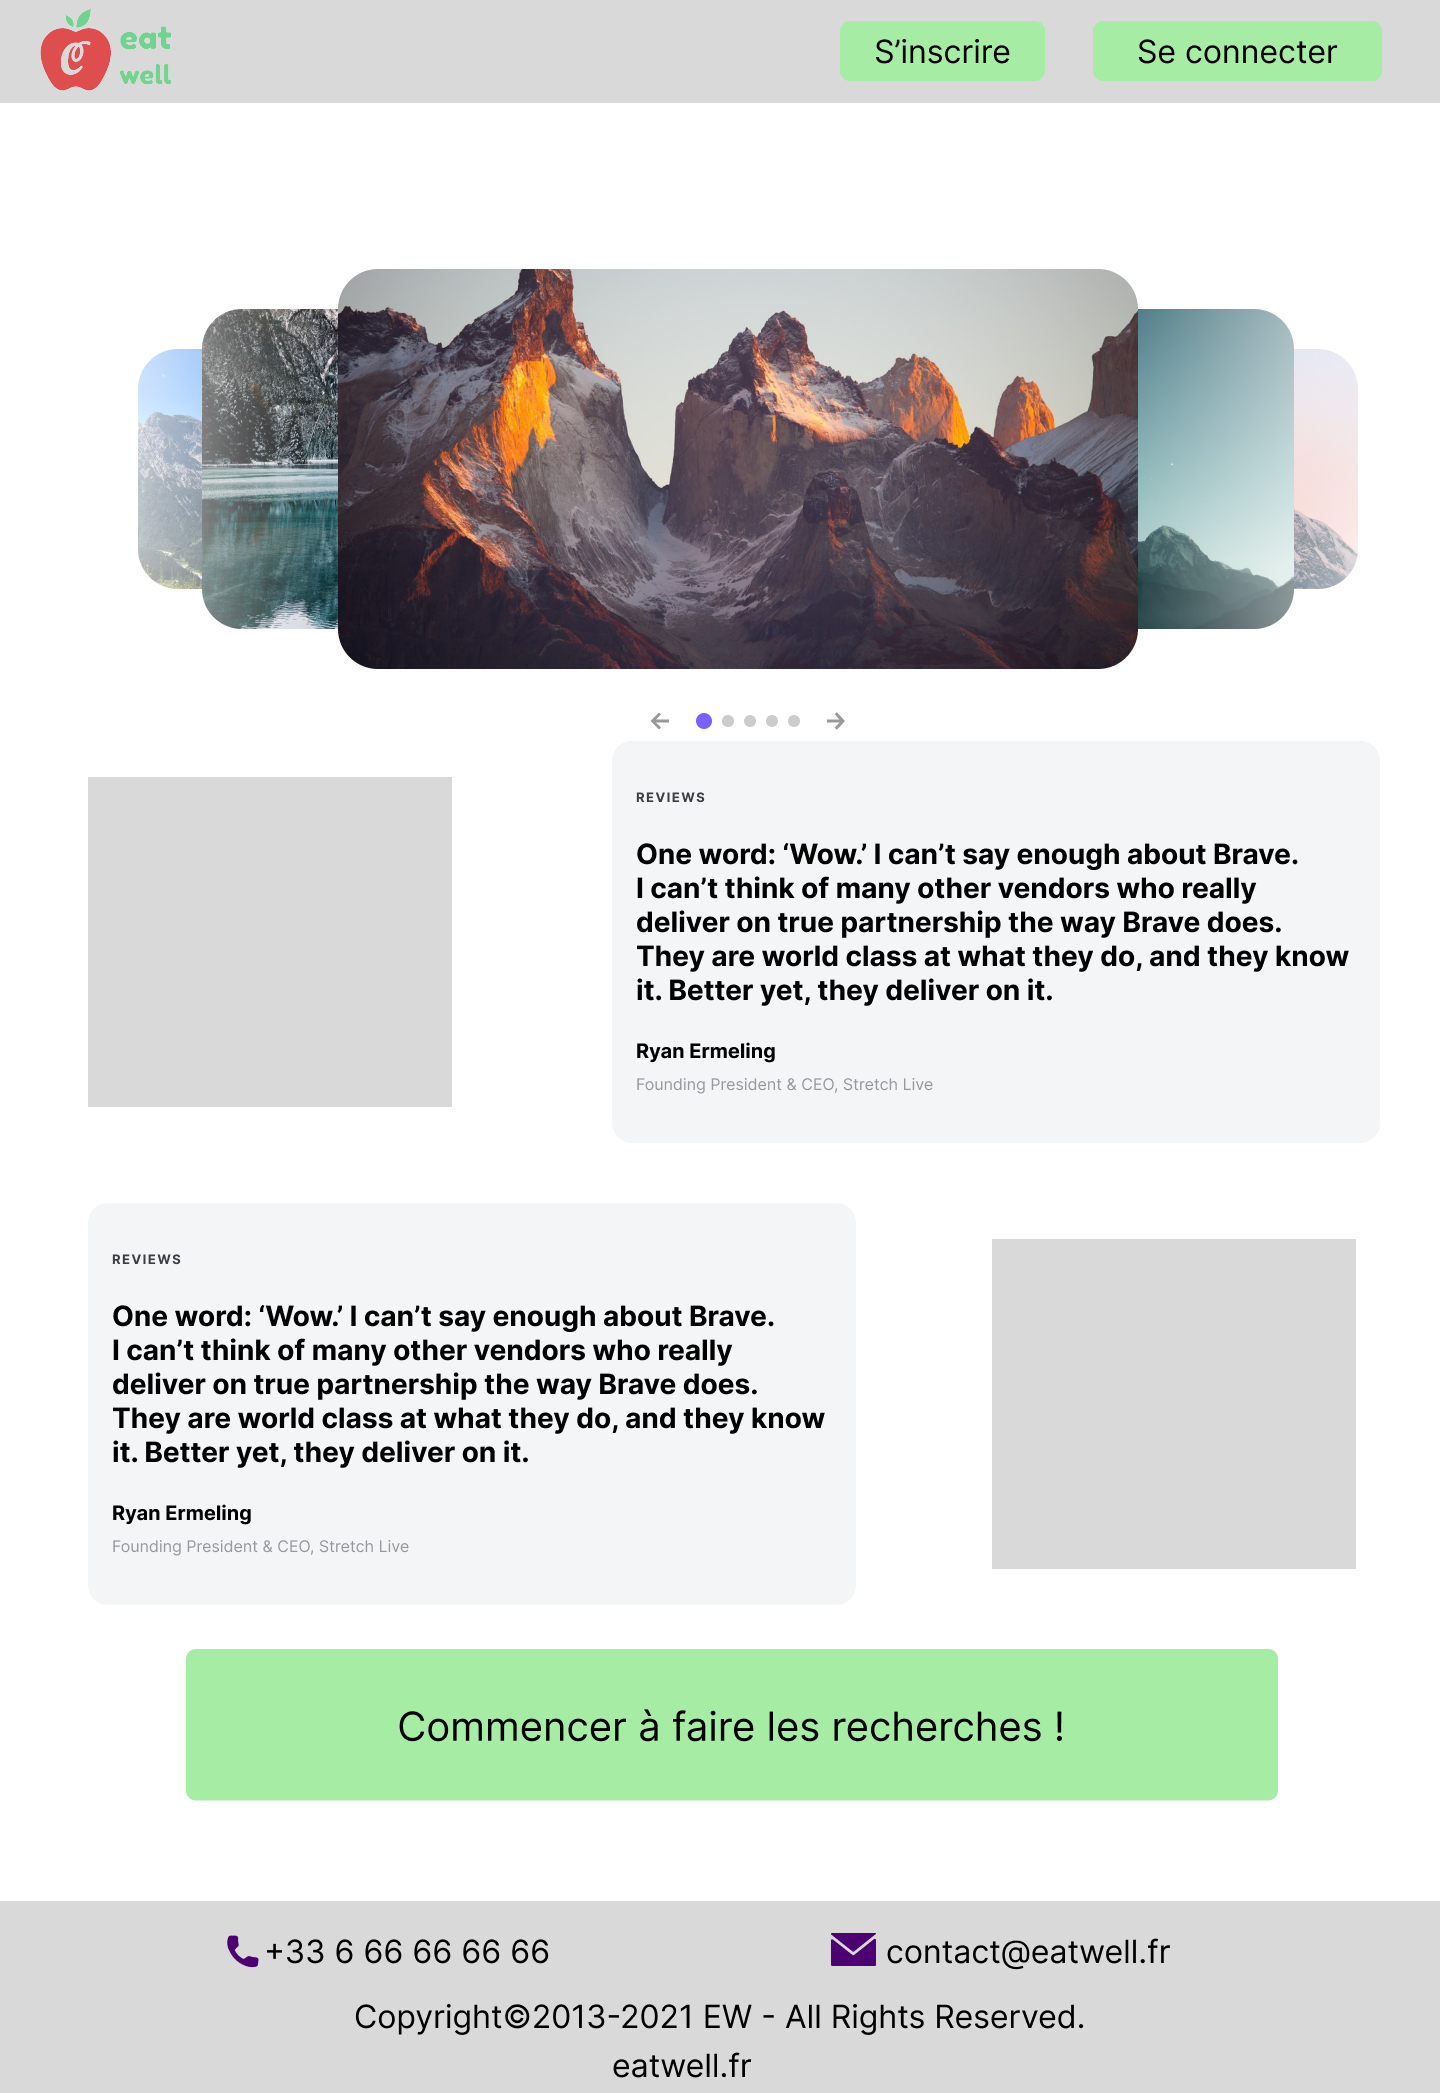 eat
well
S’inscrire
Se connecter
REVIEWS
One word: ‘Wow.’ I can’t say enough about Brave.
I can’t think of many other vendors who really
deliver on true partnership the way Brave does.
They are world class at what they do, and they know
it. Better yet, they deliver on it.
Ryan Ermeling
Founding President & CEO, Stretch Live
REVIEWS
One word: ‘Wow.’ I can’t say enough about Brave.
I can’t think of many other vendors who really
deliver on true partnership the way Brave does.
They are world class at what they do, and they know
it. Better yet, they deliver on it.
Ryan Ermeling
Founding President & CEO, Stretch Live
Commencer à faire les recherches !
+33 6 66 66 66 66
contact@eatwell.fr
Copyright©2013-2021 EW - All Rights Reserved.
eatwell.fr